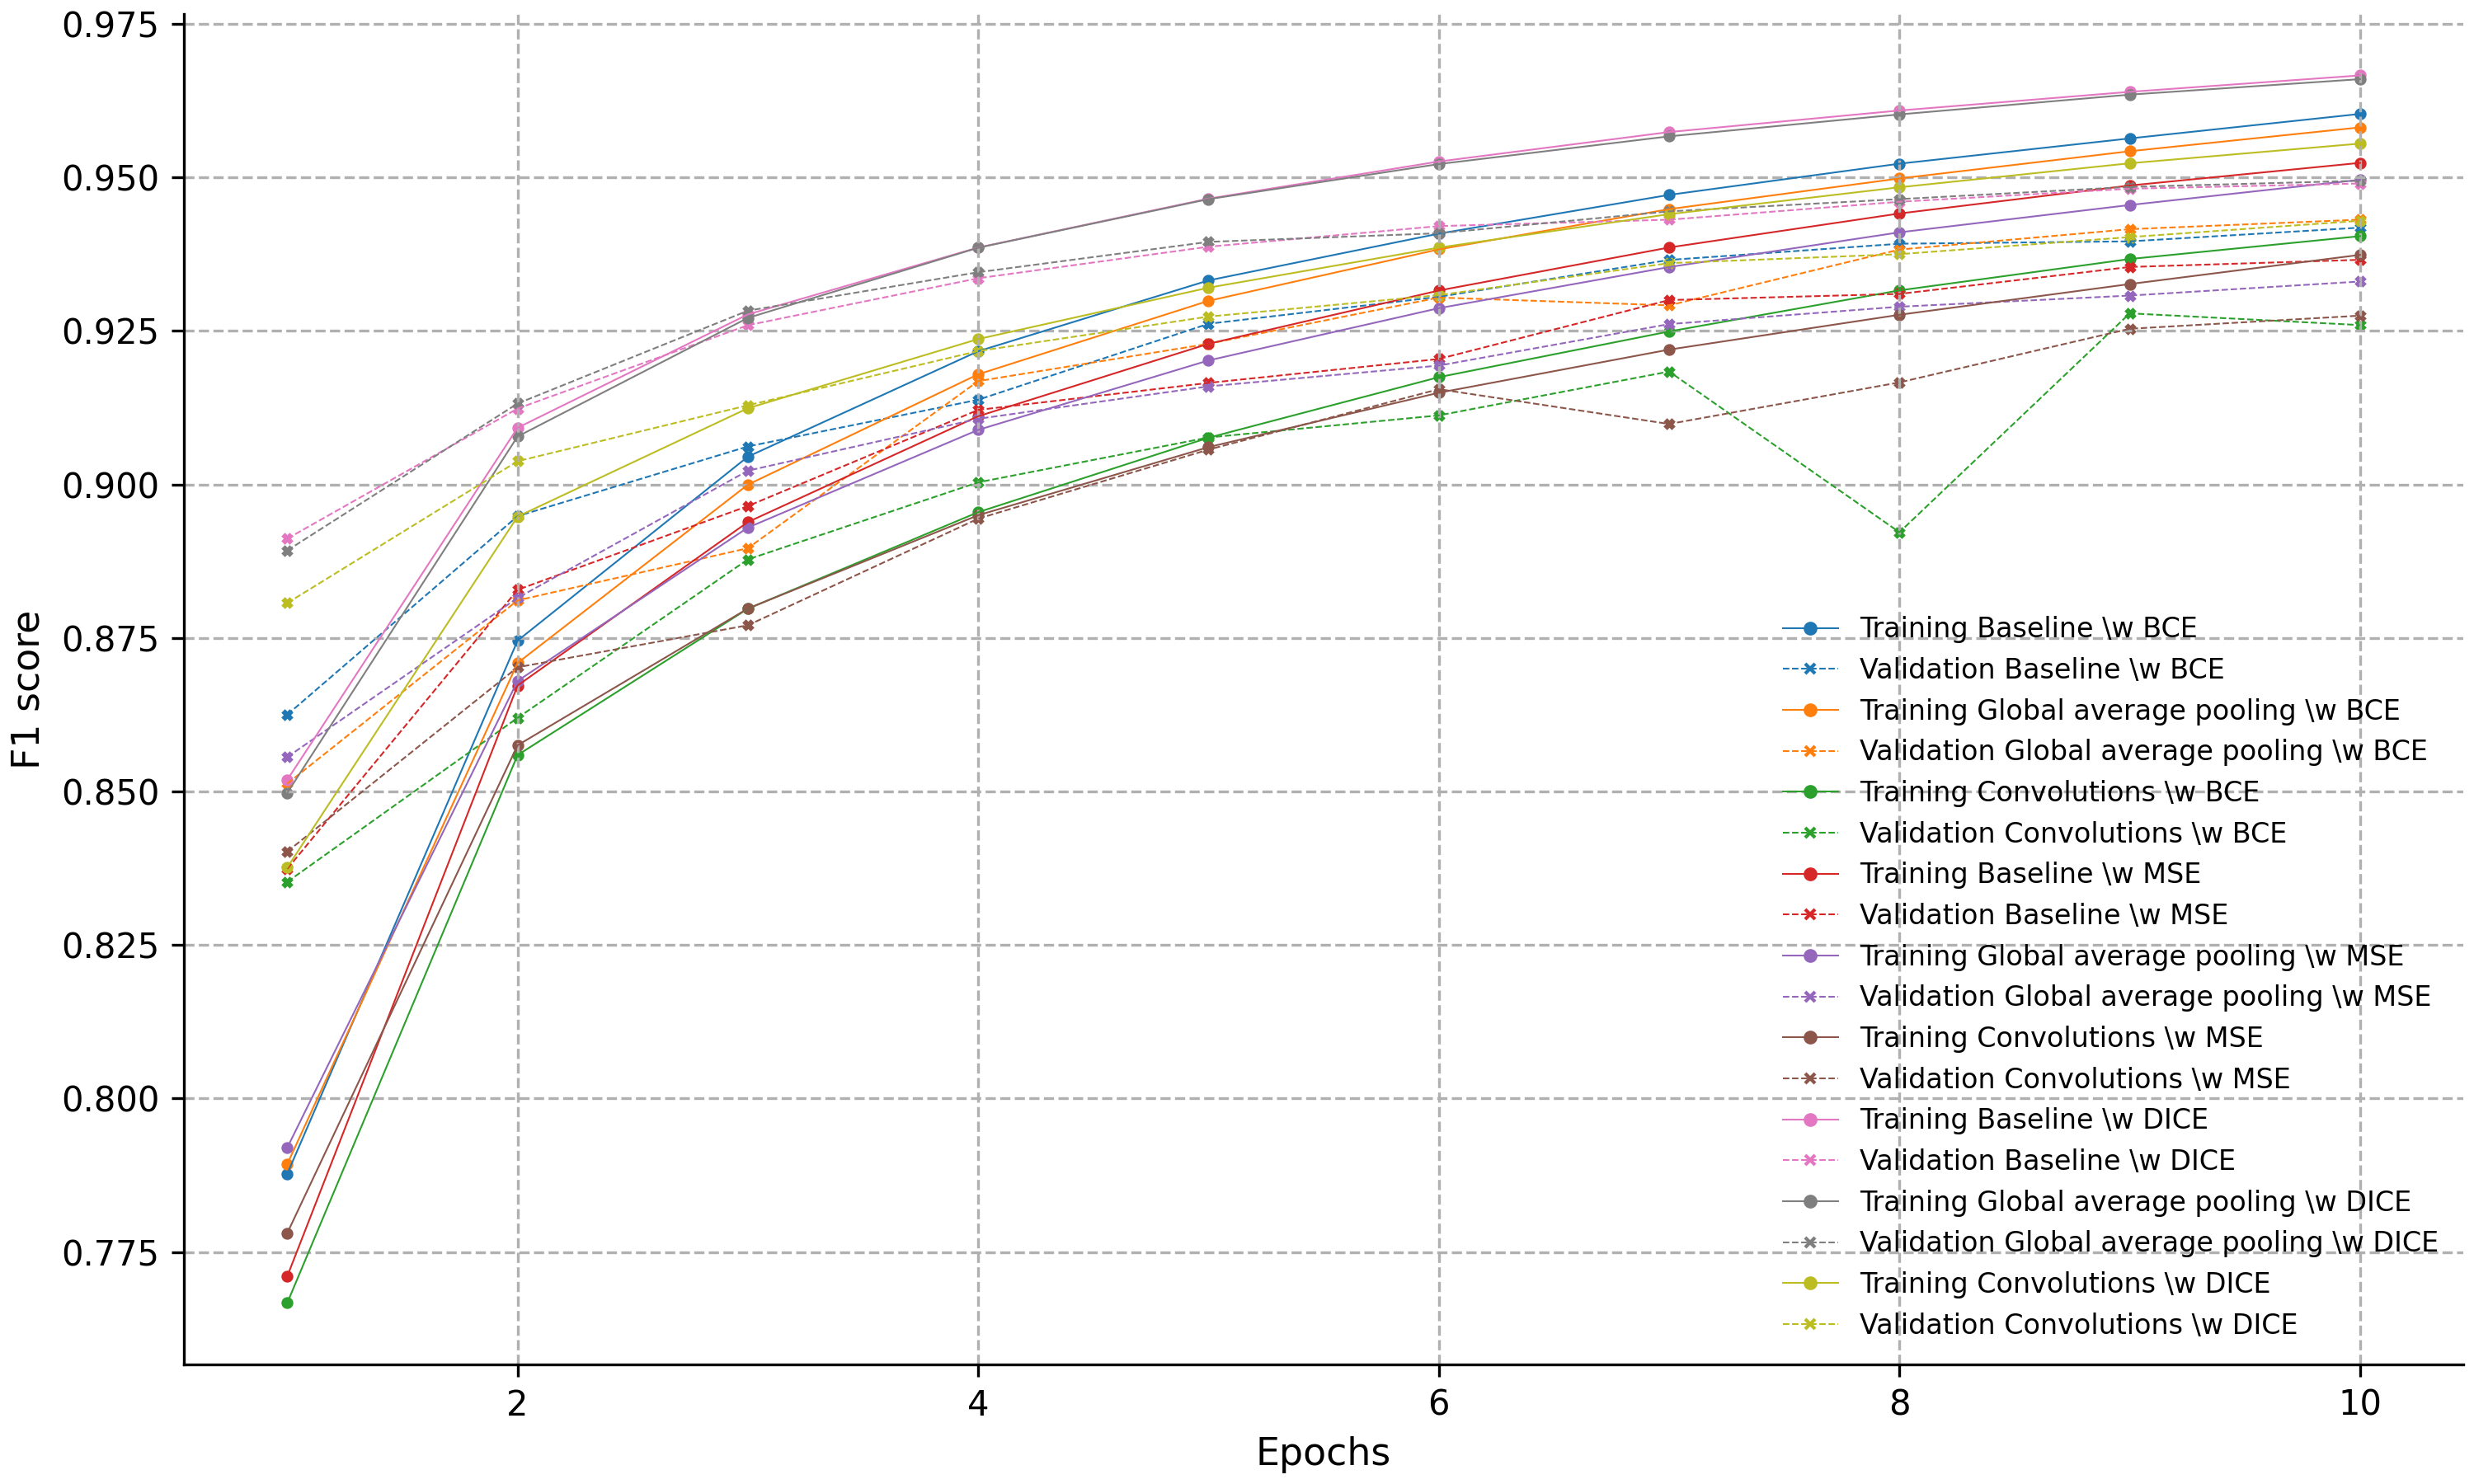 0.975
0.950
0.925
0.900
0.875
0.850
0.825
0.800
0.775
F1 score
Training Baseline \w BCE
Validation Baseline \w BCE
Training Global average pooling \w BCE
Validation Global average pooling \w BCE
Training Convolutions \w BCE
Validation Convolutions \w BCE
Training Baseline \w MSE
Validation Baseline \w MSE
Training Global average pooling \w MSE
Validation Global average pooling \w MSE
Training Convolutions \w MSE
Validation Convolutions \w MSE
Training Baseline \w DICE
Validation Baseline \w DICE
Training Global average pooling \w DICE
Validation Global average pooling \w DICE
Training Convolutions \w DICE
Validation Convolutions \w DICE
2 4 6 8 10
Epochs